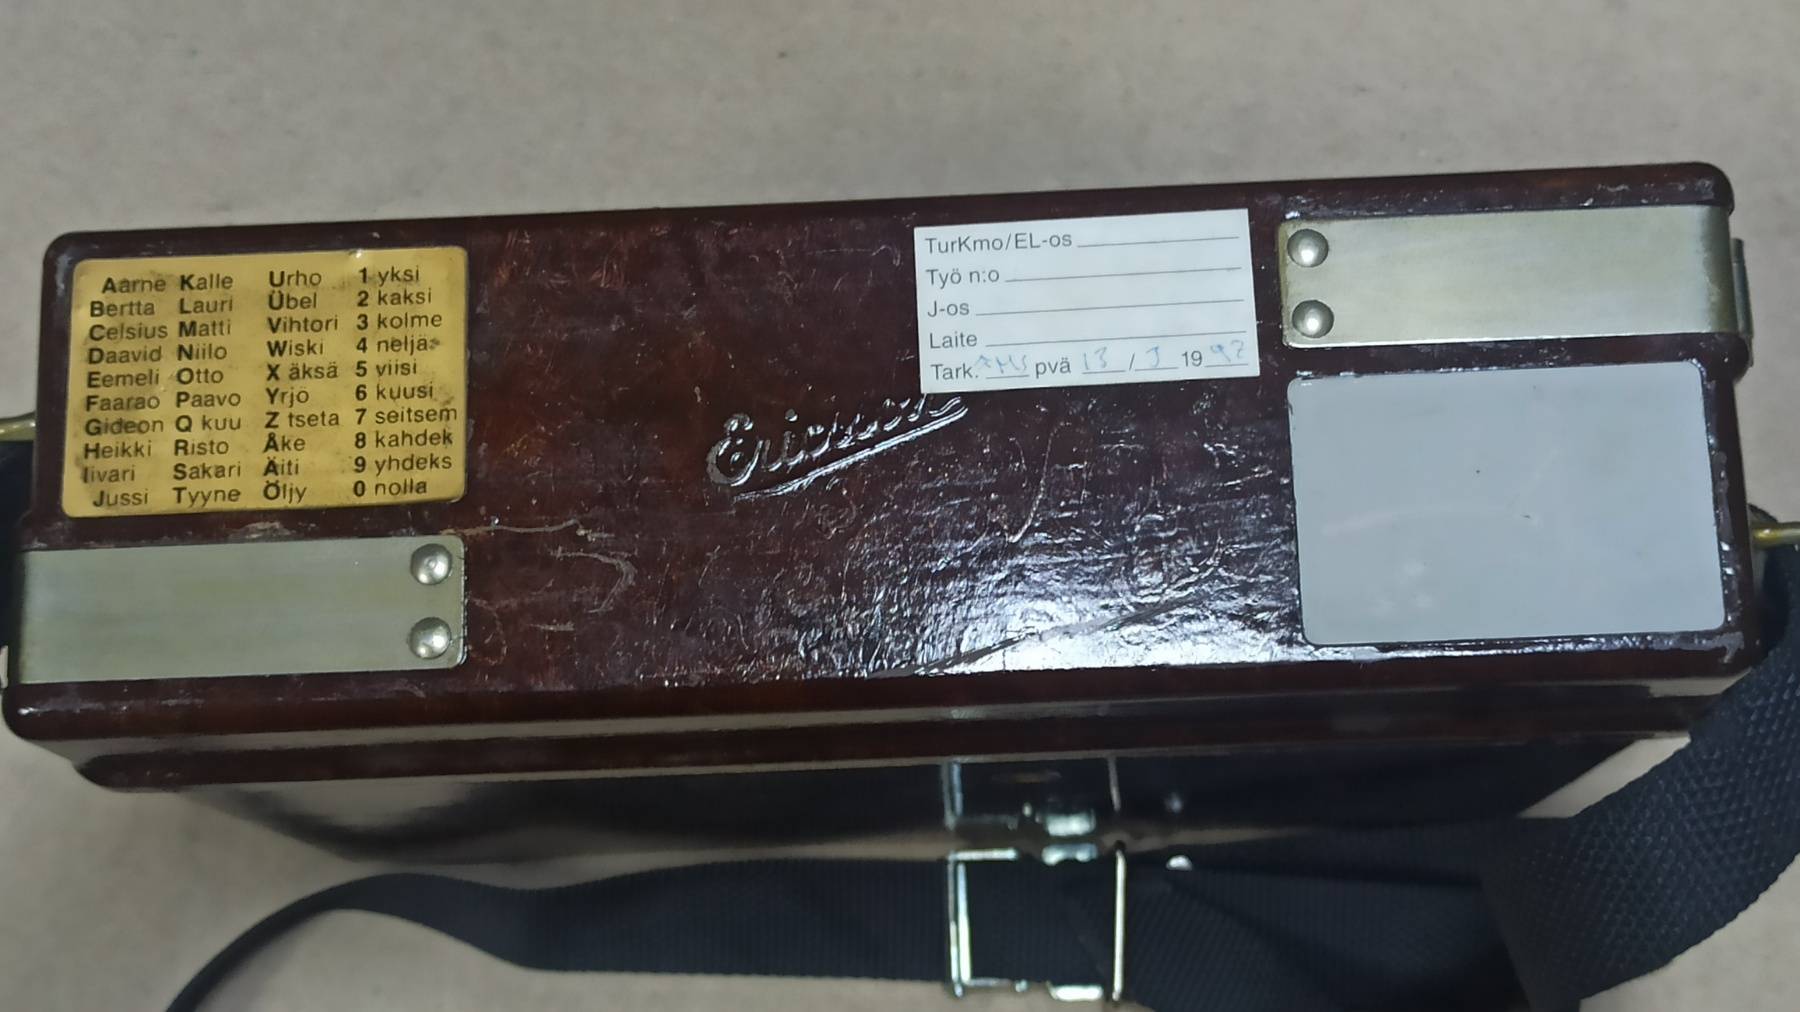 Aarne Kalle Urho 1 yksi
Bertta Lauri Übel 2 kaksi
Celsius Matti Vihtori 3 kolme
Daavid Niilo Wiski 4 neljä
Eemeli Otto X äksä 5 viisi
Faarao Paavo Yrjö 6 kuusi
Gideon Q kuu Z tseta 7 seitsem
Heikki Risto Åke 8 kahdek
Iivari Sakari Äiti 9 yhdeks
Jussi Tyyne Öljy 0 nolla
TurKmo/EL-os
Työ n:o
J-os
Laite
Tark. pvä 13 / 1992
Ericsson